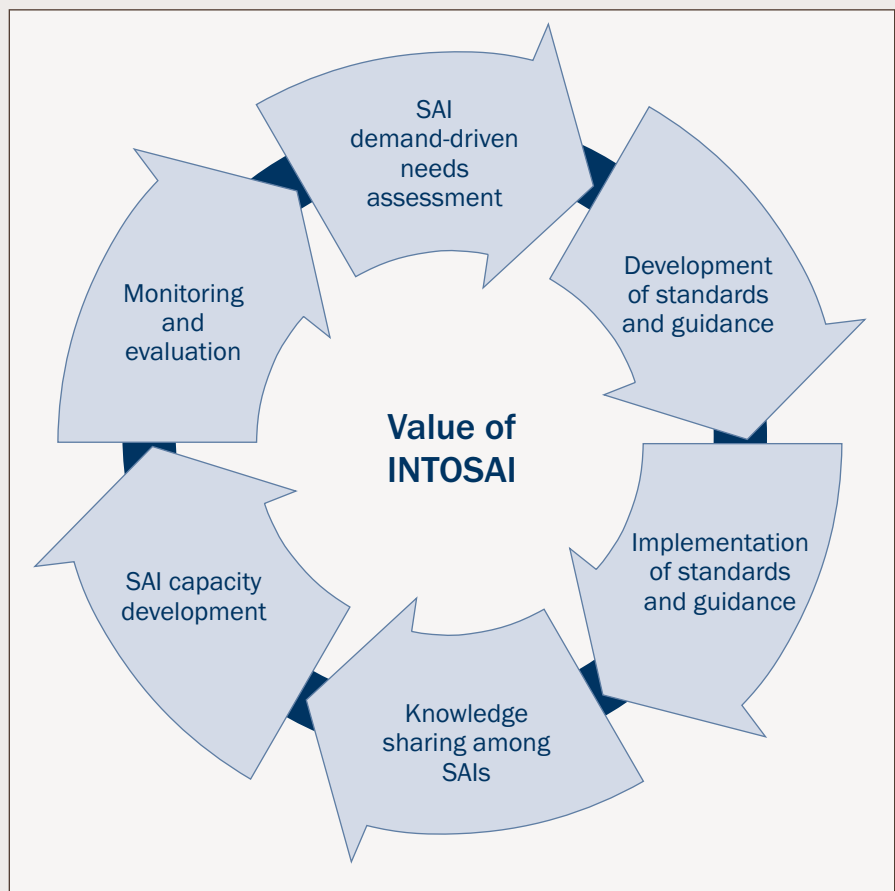 SAI
demand-driven
needs
assessment
Development
of standards
and guidance
Implementation
of standards
and guidance
Knowledge
sharing among
SAIs
SAI capacity
development
Monitoring
and
evaluation
Value of
INTOSAI